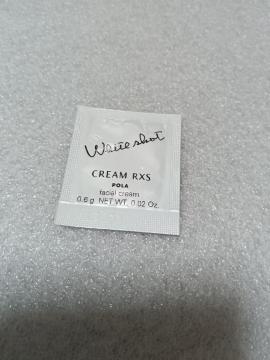 White shot
CREAM RXS
POLA
facial cream
0.6 g NET WT. 0.02 Oz.